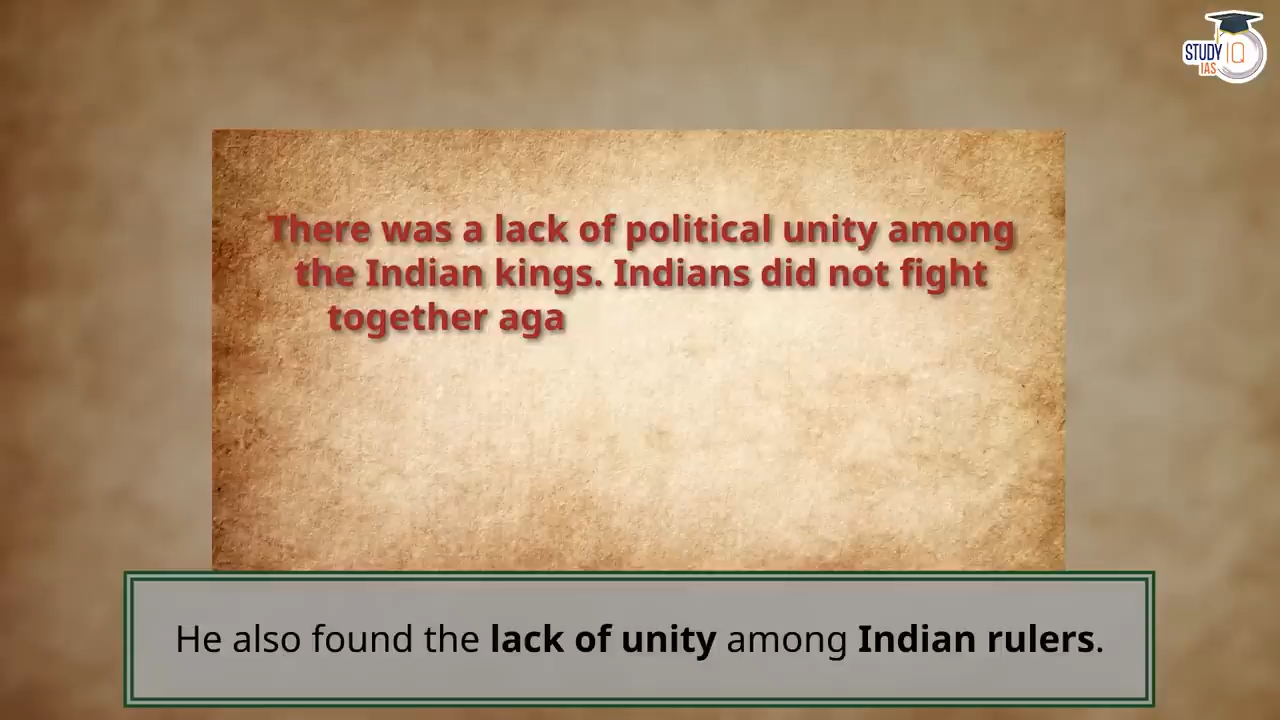 STUDY IQ
IAS
There was a lack of political unity among
the Indian kings. Indians did not fight
together aga
He also found the lack of unity among Indian rulers.